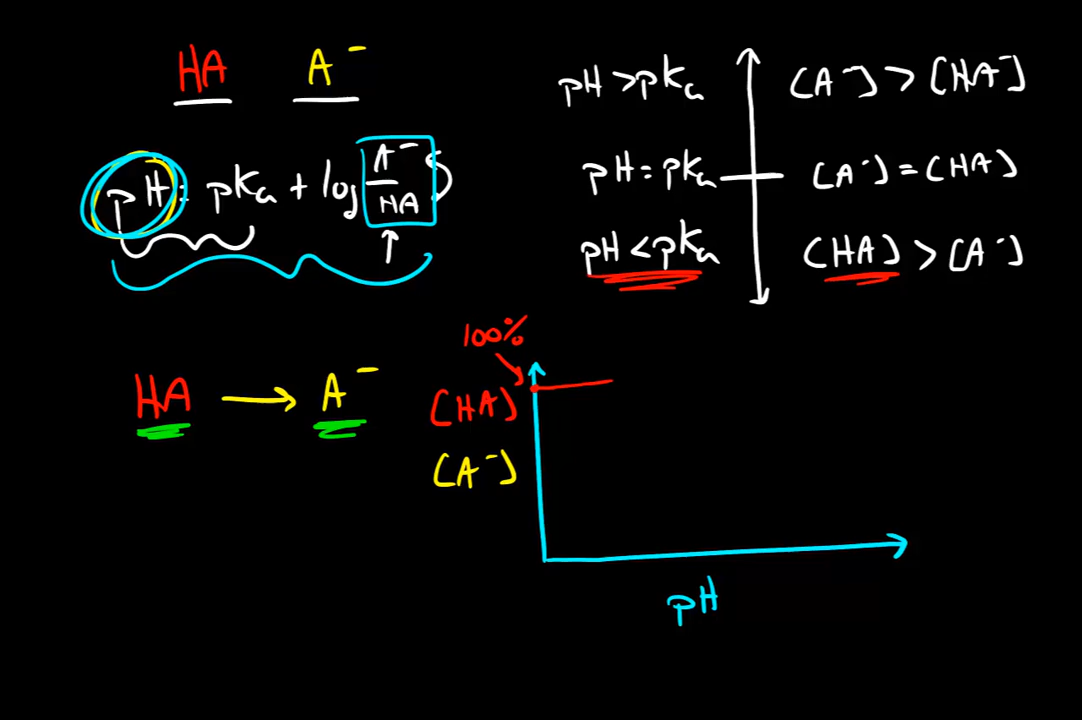 HA A⁻
pH = pKa + log A⁻/HA
pH > pKa [A⁻] > [HA⁻]
pH = pKa [A⁻] = [HA]
pH < pKa [HA] > [A⁻]
HA → A⁻
100%
[HA]
[A⁻]
pH